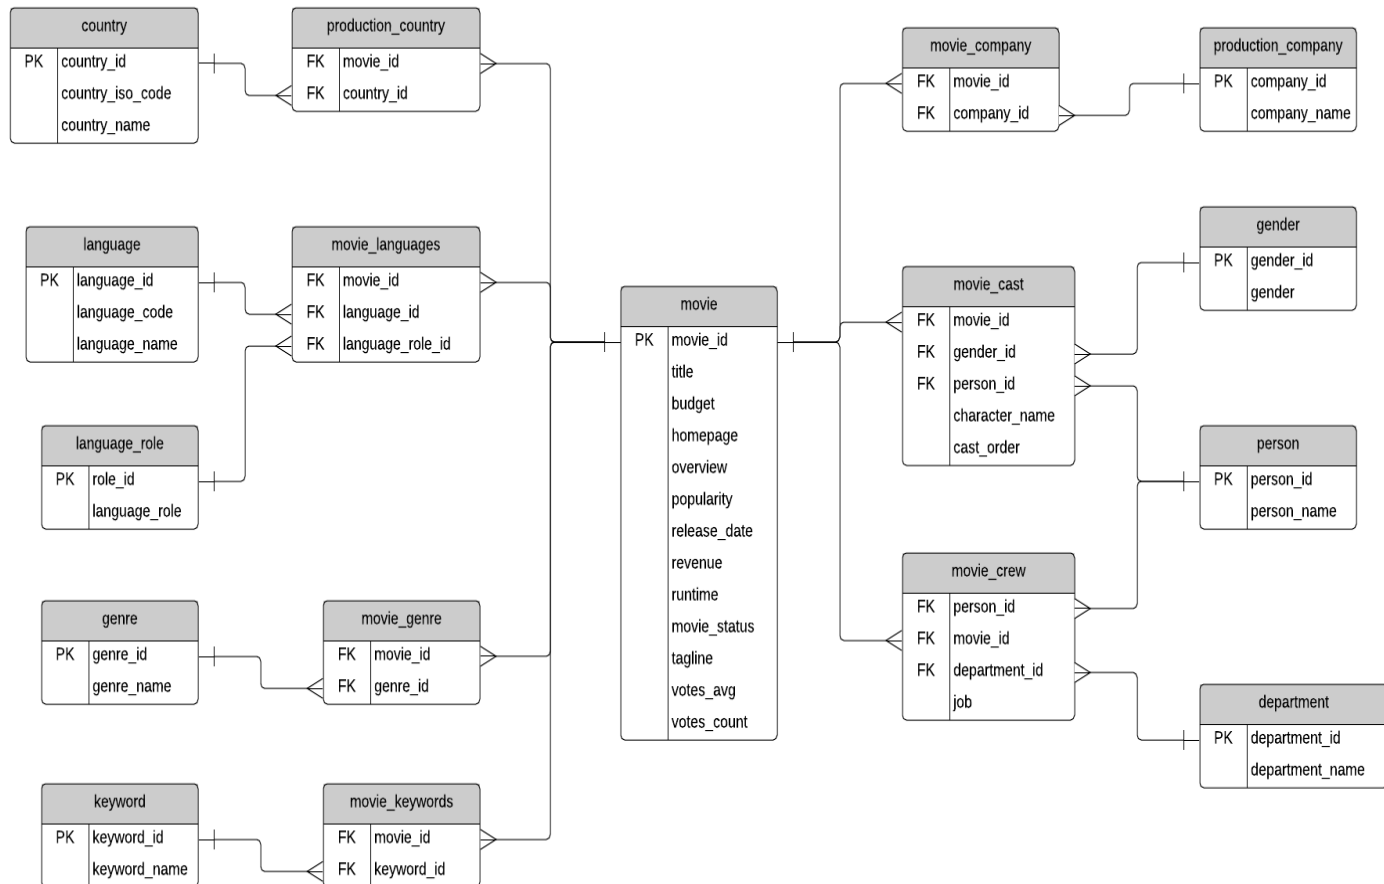 country
PK country_id
country_iso_code
country_name
production_country
FK movie_id
FK country_id
language
PK language_id
language_code
language_name
movie_languages
FK movie_id
FK language_id
FK language_role_id
language_role
PK role_id
language_role
genre
PK genre_id
genre_name
movie_genre
FK movie_id
FK genre_id
keyword
PK keyword_id
keyword_name
movie_keywords
FK movie_id
FK keyword_id
movie
PK movie_id
title
budget
homepage
overview
popularity
release_date
revenue
runtime
movie_status
tagline
votes_avg
votes_count
movie_company
FK movie_id
FK company_id
production_company
PK company_id
company_name
gender
PK gender_id
gender
movie_cast
FK movie_id
FK gender_id
FK person_id
character_name
cast_order
person
PK person_id
person_name
movie_crew
FK person_id
FK movie_id
FK department_id
job
department
PK department_id
department_name